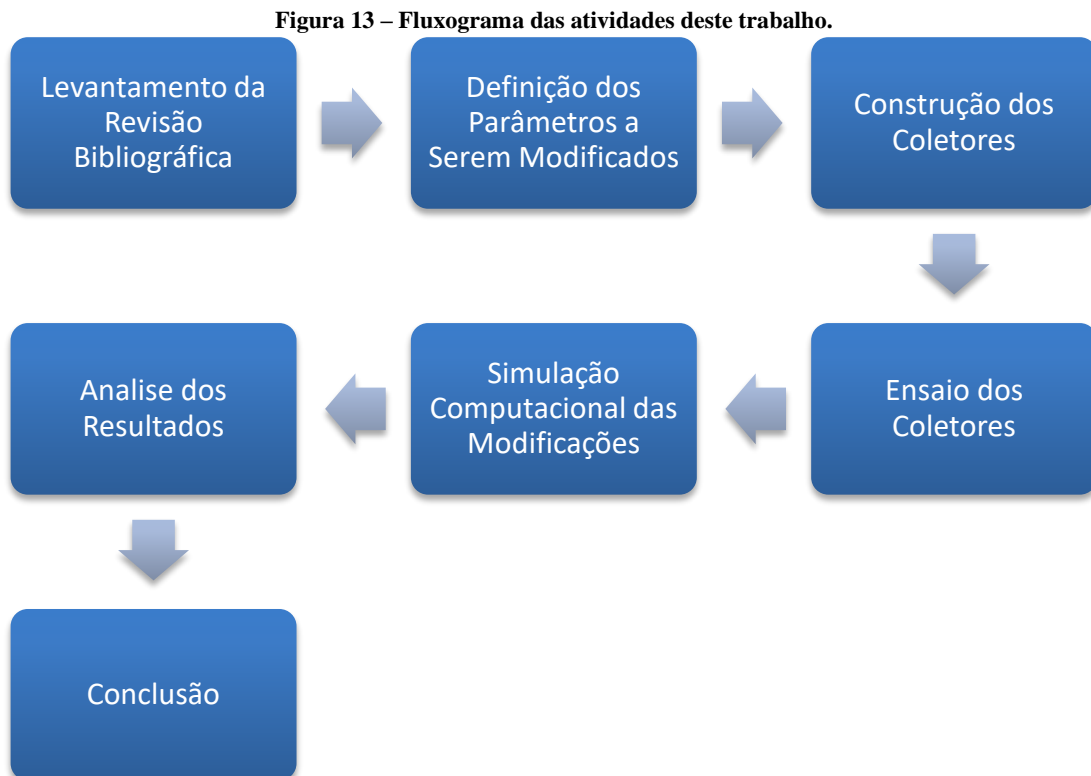 Figura 13 – Fluxograma das atividades deste trabalho.
Levantamento da
Revisão
Bibliográfica
Definição dos
Parâmetros a
Serem Modificados
Construção dos
Coletores
Ensaio dos
Coletores
Simulação
Computacional das
Modificações
Analise dos
Resultados
Conclusão